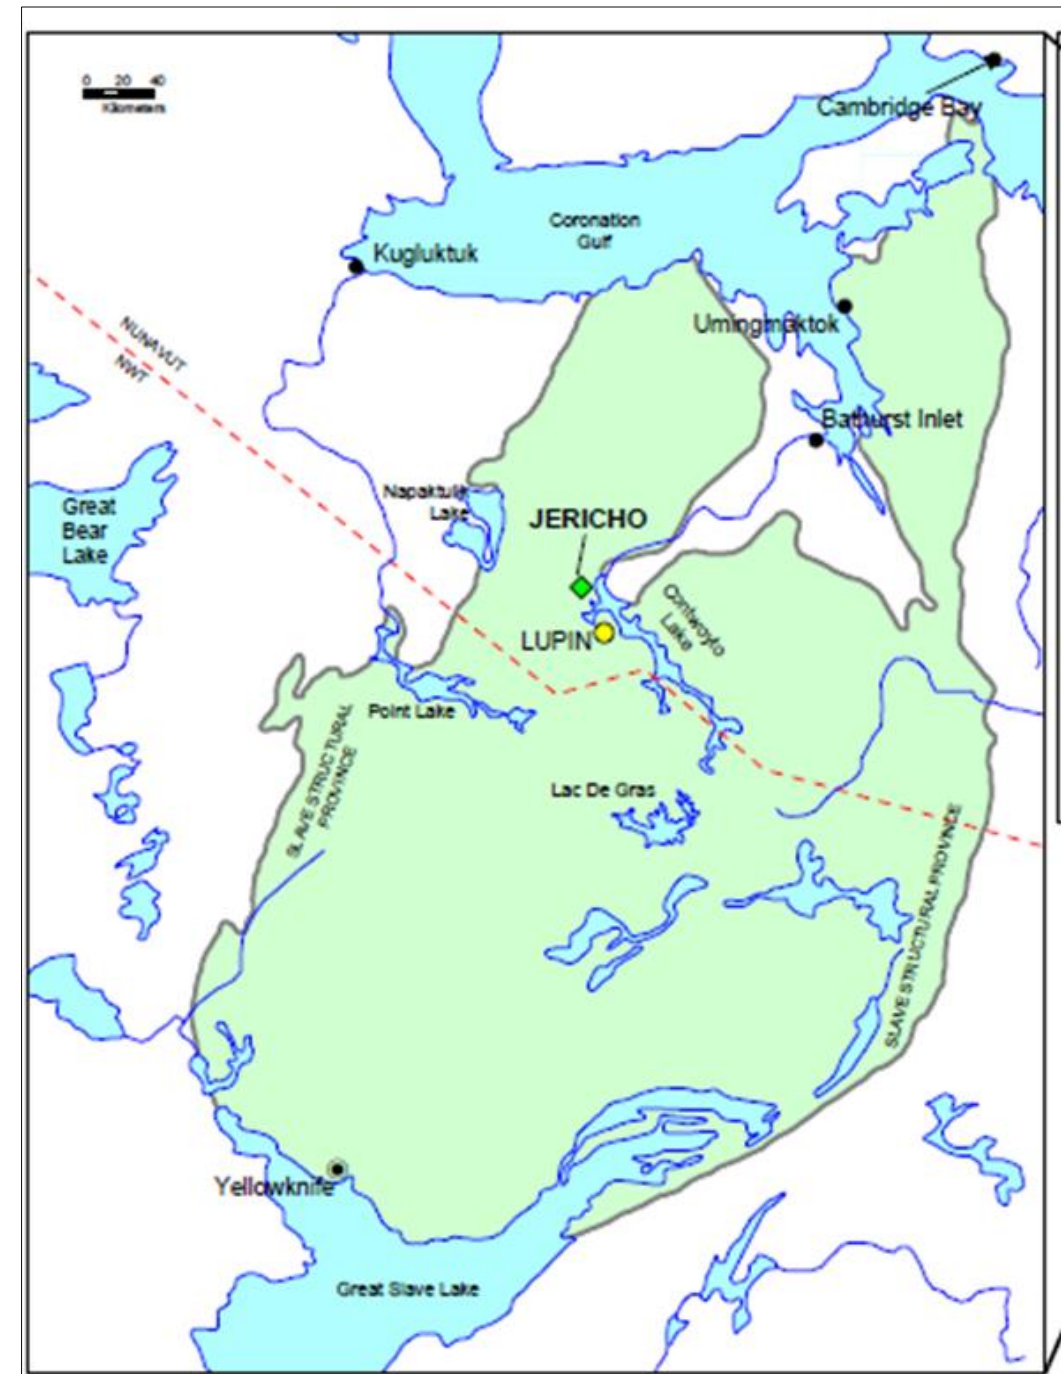 0 20 40
Kilometers
Cambridge Bay
Coronation
Gulf
Kugluktuk
Umingmaktok
NUNAVUT
NWT
Bathurst Inlet
Great
Bear
Lake
Napaktulik
Lake
JERICHO
Contwoyto
Lake
LUPIN
Point Lake
SLAVE STRUCTURAL
PROVINCE
Lac De Gras
SLAVE STRUCTURAL PROVINCE
Yellowknife
Great Slave Lake